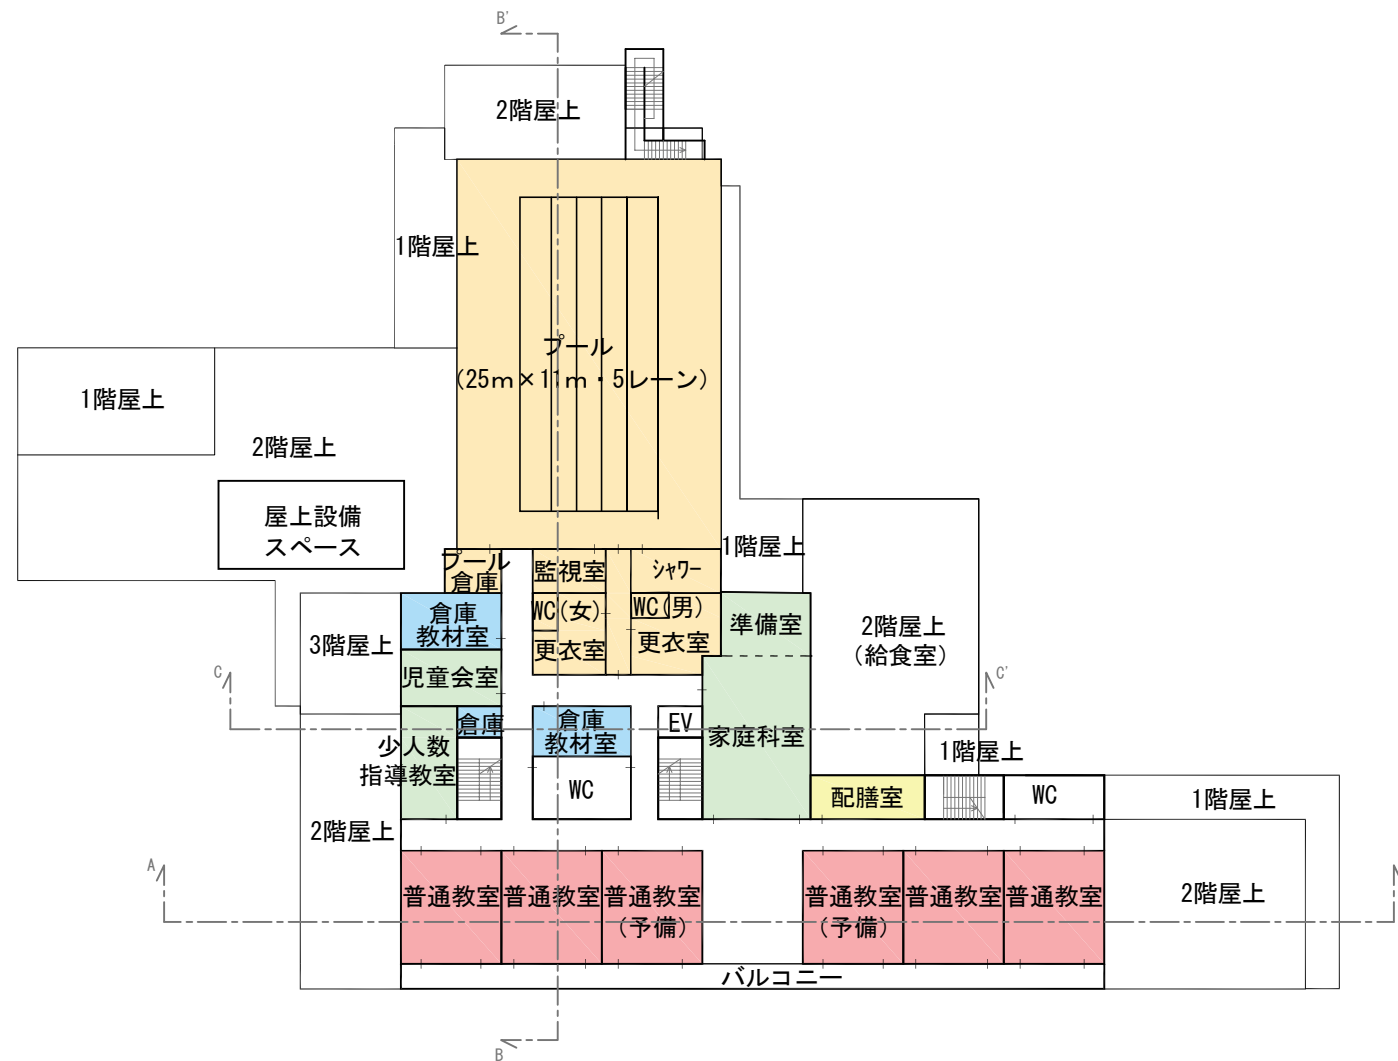 B'
2階屋上
1階屋上
プール
（25ｍ×11ｍ・5レーン）
1階屋上
2階屋上
屋上設備
スペース
1階屋上
プール
倉庫
監視室
シャワー
WC(女)
更衣室
WC(男)
更衣室
準備室
倉庫
教材室
3階屋上
2階屋上
（給食室）
児童会室
C
C'
倉庫
倉庫
教材室
EV
家庭科室
少人数
指導教室
1階屋上
WC
配膳室
WC
1階屋上
2階屋上
A
普通教室
普通教室
普通教室
（予備）
普通教室
（予備）
普通教室
普通教室
2階屋上
バルコニー
B